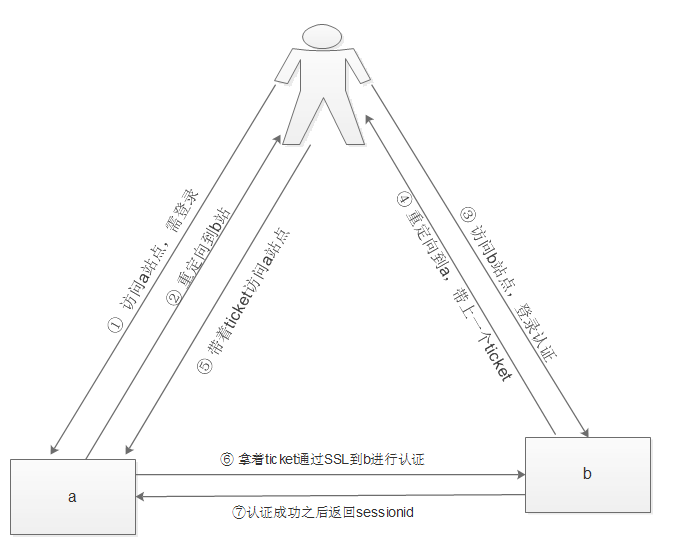 ① 访问a站点，需登录
② 重定向到b站
③ 访问b站点，登录认证
④ 重定向到a，带上一个ticket
⑤ 带着ticket访问a站点
⑥ 拿着ticket通过SSL到b进行认证
⑦认证成功之后返回sessionid
a
b